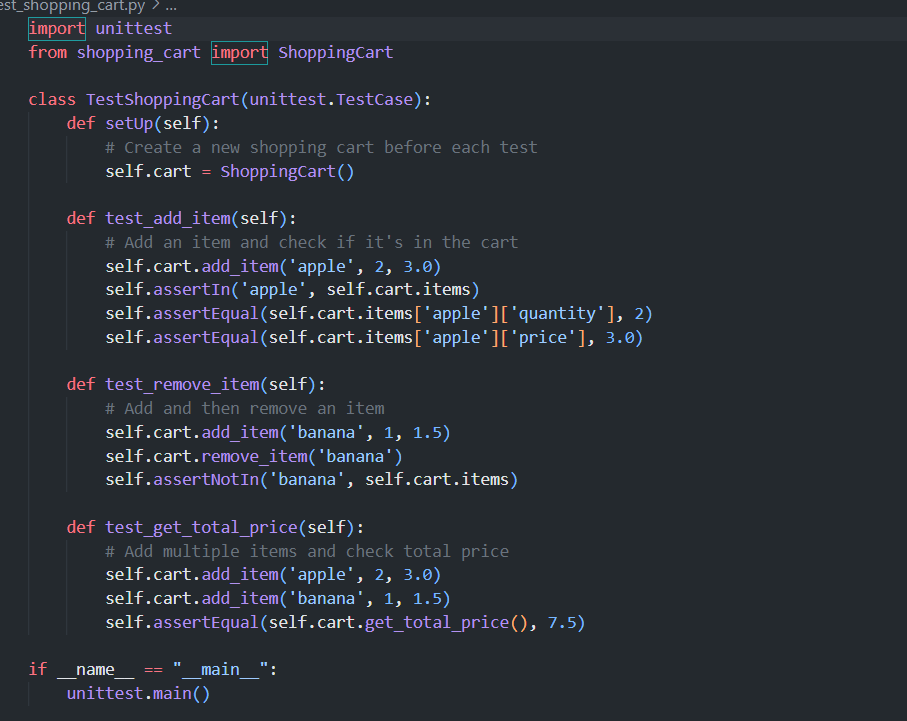 est_shopping_cart.py > ...
import unittest
from shopping_cart import ShoppingCart
class TestShoppingCart(unittest.TestCase):
    def setUp(self):
        # Create a new shopping cart before each test
        self.cart = ShoppingCart()
    def test_add_item(self):
        # Add an item and check if it's in the cart
        self.cart.add_item('apple', 2, 3.0)
        self.assertIn('apple', self.cart.items)
        self.assertEqual(self.cart.items['apple']['quantity'], 2)
        self.assertEqual(self.cart.items['apple']['price'], 3.0)
    def test_remove_item(self):
        # Add and then remove an item
        self.cart.add_item('banana', 1, 1.5)
        self.cart.remove_item('banana')
        self.assertNotIn('banana', self.cart.items)
    def test_get_total_price(self):
        # Add multiple items and check total price
        self.cart.add_item('apple', 2, 3.0)
        self.cart.add_item('banana', 1, 1.5)
        self.assertEqual(self.cart.get_total_price(), 7.5)
if __name__ == "__main__":
    unittest.main()